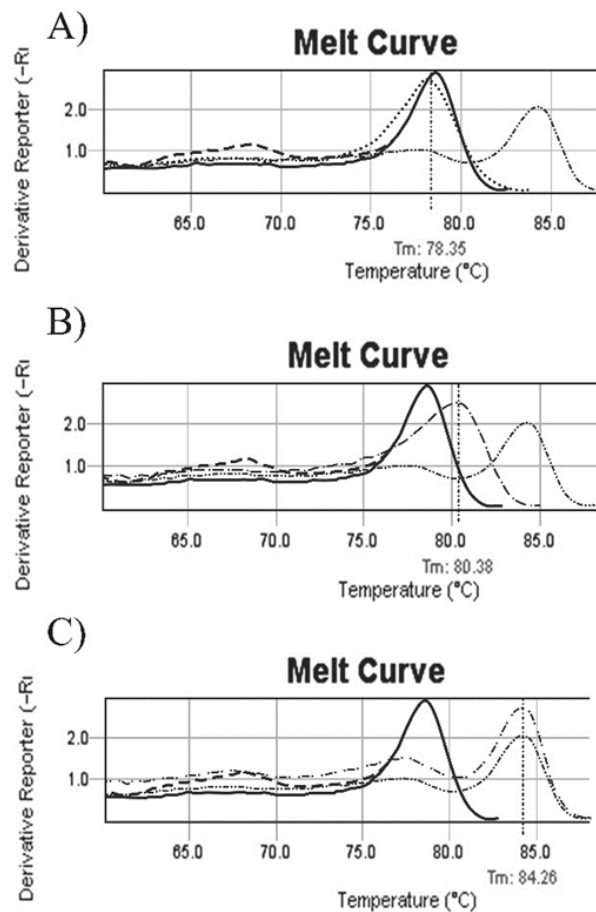 A)
Melt Curve
Derivative Reporter (-Rı
2.0
1.0
65.0 70.0 75.0 80.0 85.0
Tm: 78.35
Temperature (°C)
B)
Melt Curve
Derivative Reporter (-Rı
2.0
1.0
65.0 70.0 75.0 80.0 85.0
Tm: 80.38
Temperature (°C)
C)
Melt Curve
Derivative Reporter (-Rı
2.0
1.0
65.0 70.0 75.0 80.0 85.0
Tm: 84.26
Temperature (°C)